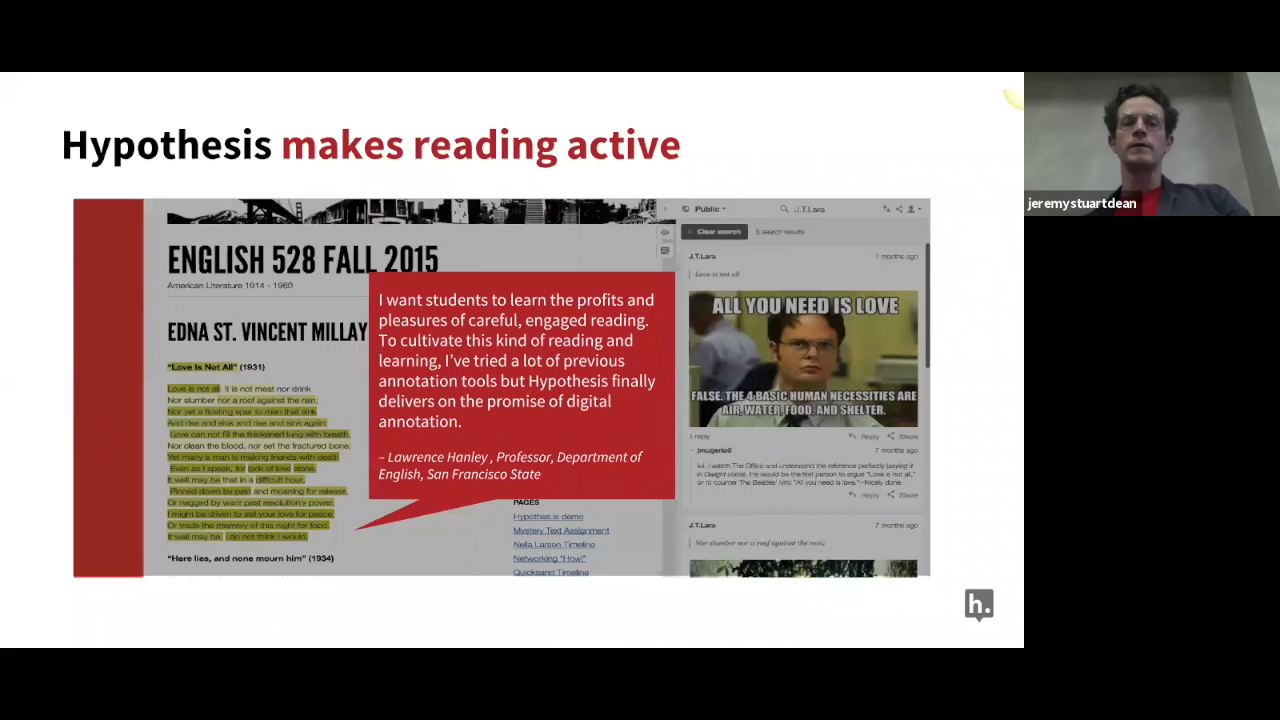 Hypothesis makes reading active
jeremystuartdean
ENGLISH 528 FALL 2015
American Literature 1914 - 1960
EDNA ST. VINCENT MILLAY
"Love Is Not All" (1931)
Love is not all: It is not meat nor drink
Nor slumber nor a roof against the rain;
Nor yet a floating spar to men that sink
And rise and sink and rise and sink again;
Love can not fill the thickened lung with breath,
Nor clean the blood, nor set the fractured bone;
Yet many a man is making friends with death
Even as I speak, for lack of love alone.
It well may be that in a difficult hour,
Pinned down by pain and moaning for release,
Or nagged by want past resolution's power,
I might be driven to sell your love for peace,
Or trade the memory of this night for food.
It well may be. I do not think I would.
"Here lies, and none mourn him" (1934)
I want students to learn the profits and
pleasures of careful, engaged reading.
To cultivate this kind of reading and
learning, I've tried a lot of previous
annotation tools but Hypothesis finally
delivers on the promise of digital
annotation.
– Lawrence Hanley , Professor, Department of
English, San Francisco State
PAGES
Hypothes.is demo
Mystery Text Assignment
Nella Larsen Timeline
Networking "Howl"
Quicksand Timeline
Public
J.T.Lara
Clear search
5 search results
J.T.Lara 7 months ago
Love is not all
ALL YOU NEED IS LOVE
FALSE. THE 4 BASIC HUMAN NECESSITIES ARE
AIR, WATER, FOOD, AND SHELTER.
1 reply Reply Share
jmugerie6 7 months ago
lol. I watch The Office and understand the reference perfectly (saying it
in Dwight voice). He would be the first person to argue "Love is not all,"
or to counter The Beatles' lyric "All you need is love."—Nicely done.
Reply Share
J.T.Lara 7 months ago
Nor slumber nor a roof against the rain;
h.